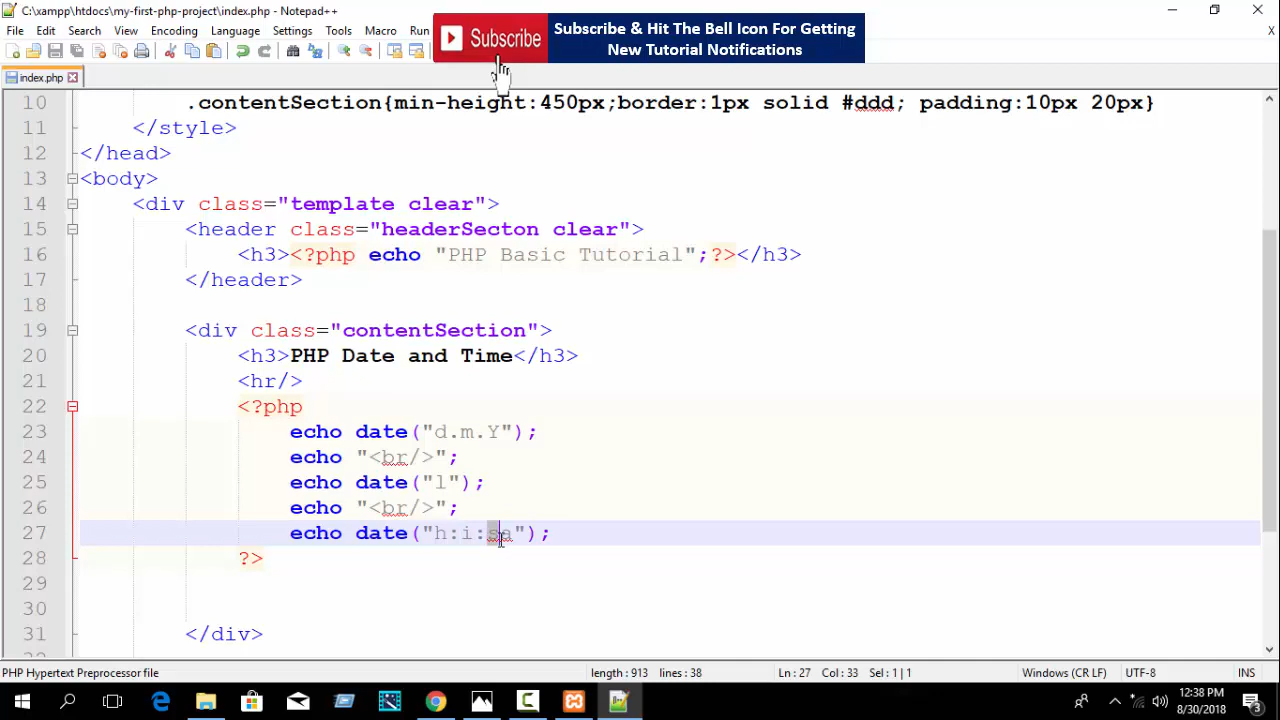 C:\xampp\htdocs\my-first-php-project\index.php - Notepad++
File Edit Search View Encoding Language Settings Tools Macro Run
Subscribe
Subscribe & Hit The Bell Icon For Getting
New Tutorial Notifications
X
index.php
10 .contentSection{min-height:450px;border:1px solid #ddd; padding:10px 20px}
11 </style>
12 </head>
13 <body>
14 <div class="template clear">
15 <header class="headerSecton clear">
16 <h3><?php echo "PHP Basic Tutorial";?></h3>
17 </header>
18
19 <div class="contentSection">
20 <h3>PHP Date and Time</h3>
21 <hr/>
22 <?php
23 echo date("d.m.Y");
24 echo "<br/>";
25 echo date("l");
26 echo "<br/>";
27 echo date("h:i:sa");
28 ?>
29
30
31 </div>
PHP Hypertext Preprocessor file length : 913 lines : 38 Ln : 27 Col : 33 Sel : 1 | 1 Windows (CR LF) UTF-8 INS
12:38 PM
8/30/2018
3